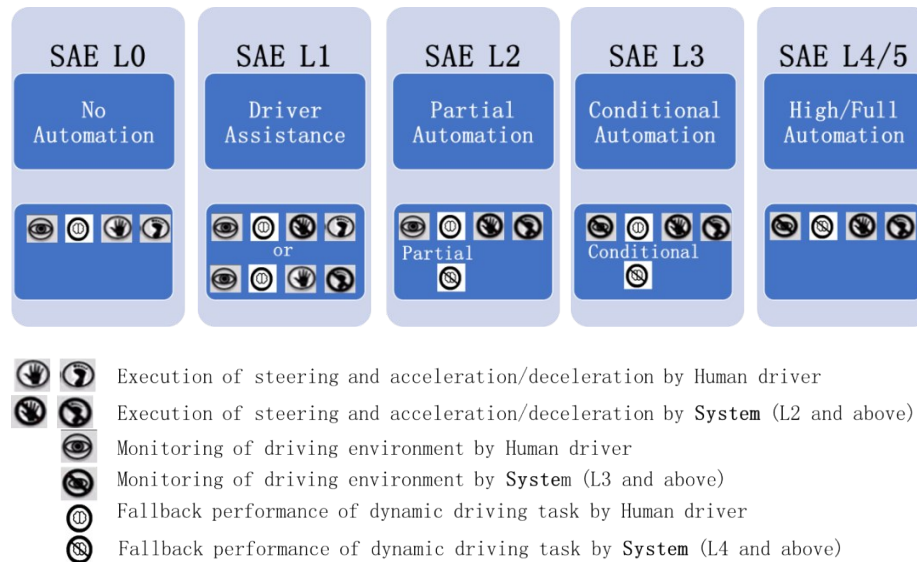 SAE L0
No
Automation
SAE L1
Driver
Assistance
or
SAE L2
Partial
Automation
Partial
SAE L3
Conditional
Automation
Conditional
SAE L4/5
High/Full
Automation
Execution of steering and acceleration/deceleration by Human driver
Execution of steering and acceleration/deceleration by System (L2 and above)
Monitoring of driving environment by Human driver
Monitoring of driving environment by System (L3 and above)
Fallback performance of dynamic driving task by Human driver
Fallback performance of dynamic driving task by System (L4 and above)